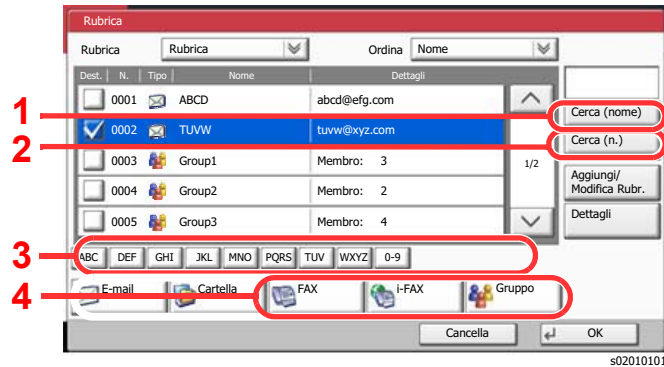 Rubrica
Rubrica Rubrica Ordina Nome
Dest. N. Tipo Nome Dettagli
0001 ABCD abcd@efg.com
1 Cerca (nome)
0002 TUVW tuvw@xyz.com
2 Cerca (n.)
0003 Group1 Membro: 3 1/2
Aggiungi/
Modifica Rubr.
0004 Group2 Membro: 2
0005 Group3 Membro: 4 Dettagli
3 ABC DEF GHI JKL MNO PQRS TUV WXYZ 0-9
4 E-mail Cartella FAX i-FAX Gruppo
Cancella OK
s02010101